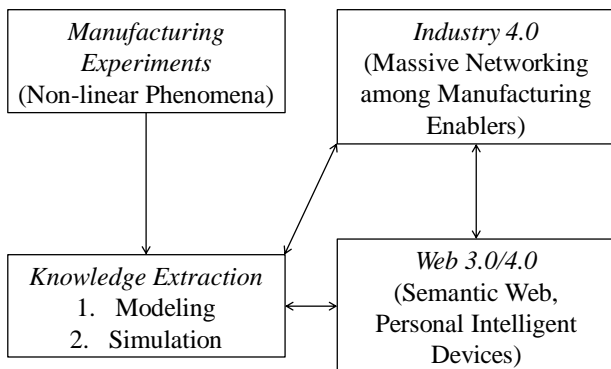 Manufacturing
Experiments
(Non-linear Phenomena)
Industry 4.0
(Massive Networking
among Manufacturing
Enablers)
Knowledge Extraction
1. Modeling
2. Simulation
Web 3.0/4.0
(Semantic Web,
Personal Intelligent
Devices)